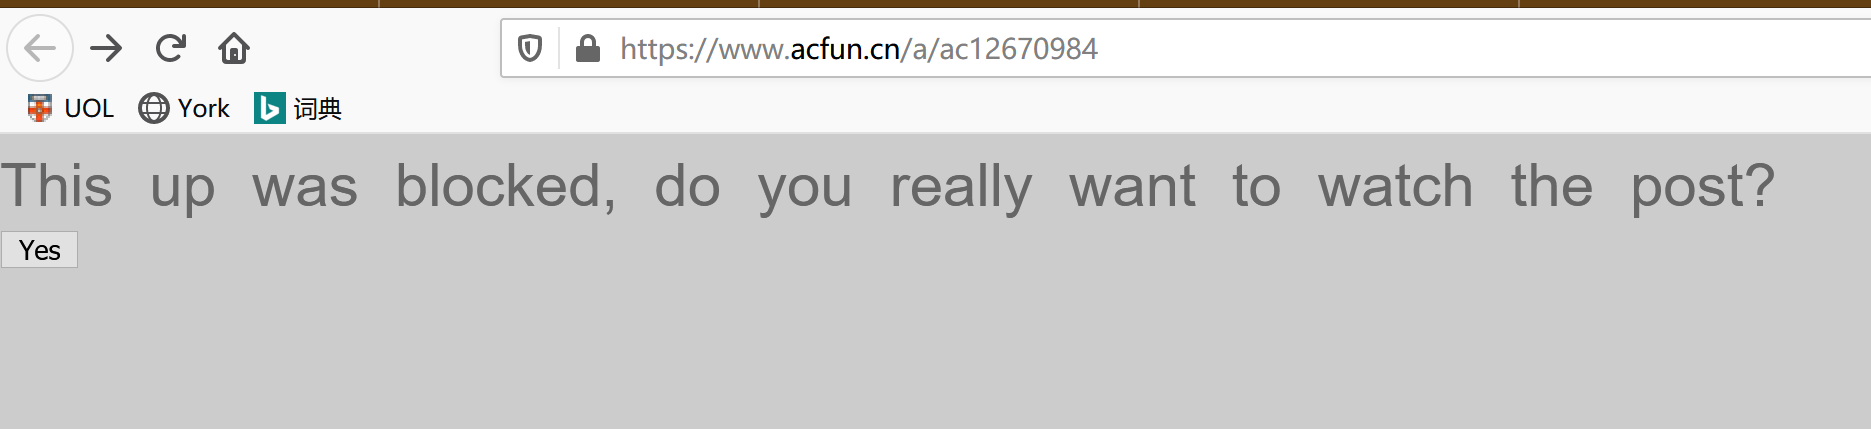 https://www.acfun.cn/a/ac12670984
UOL York 词典
This up was blocked, do you really want to watch the post?
Yes